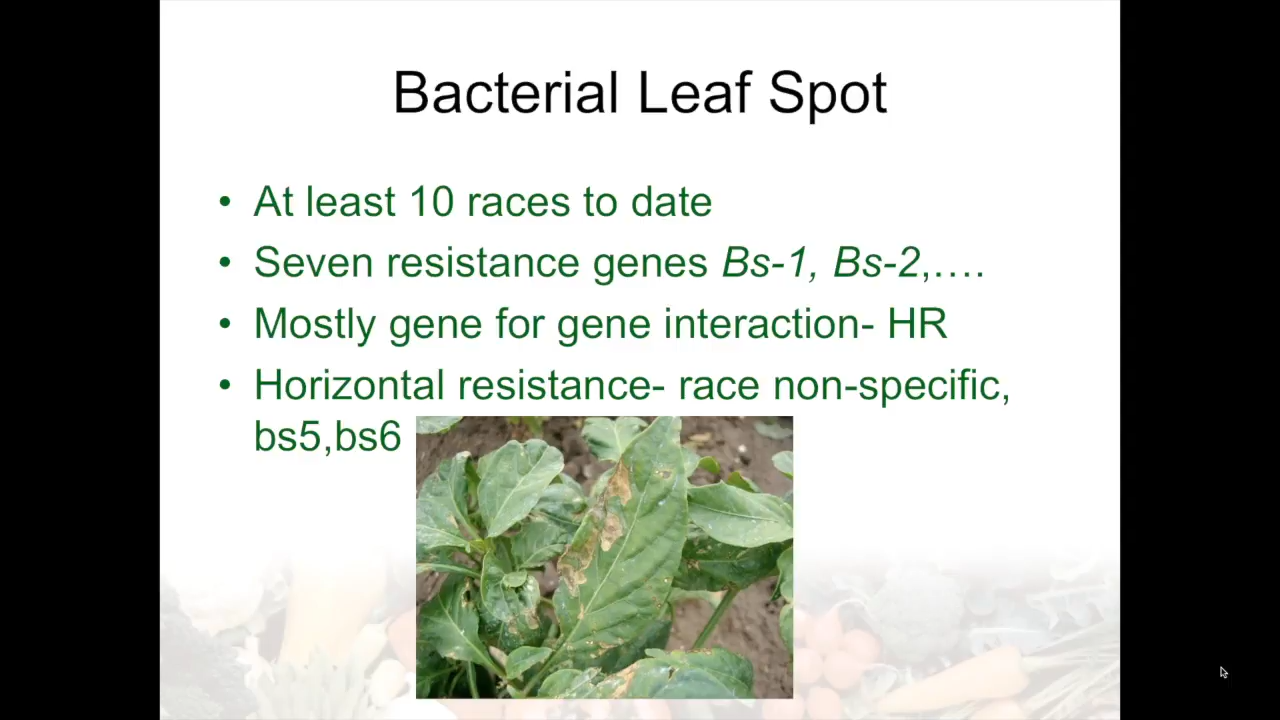 Bacterial Leaf Spot
• At least 10 races to date
• Seven resistance genes Bs-1, Bs-2,....
• Mostly gene for gene interaction- HR
• Horizontal resistance- race non-specific,
bs5,bs6